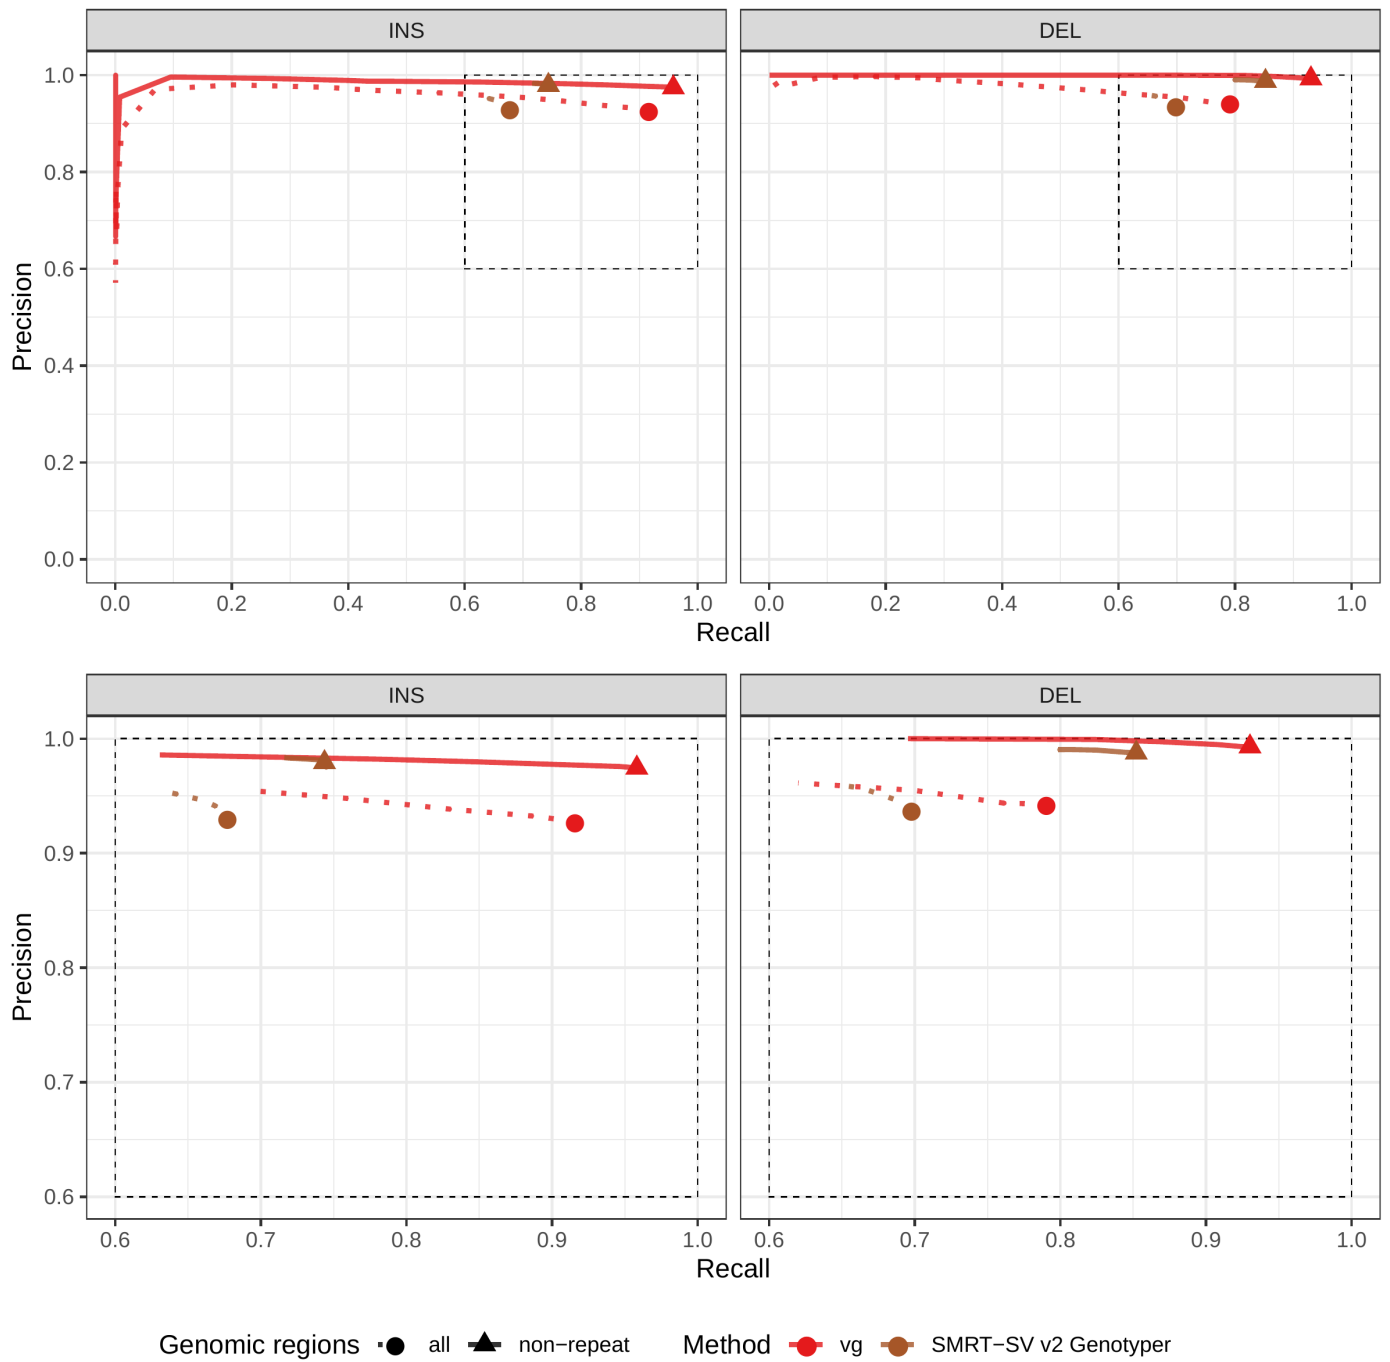 INS DEL
1.0
0.8
0.6
0.4
0.2
0.0
Precision
0.0 0.2 0.4 0.6 0.8 1.0 0.0 0.2 0.4 0.6 0.8 1.0
Recall
INS DEL
1.0
0.9
0.8
0.7
0.6
Precision
0.6 0.7 0.8 0.9 1.0 0.6 0.7 0.8 0.9 1.0
Recall
Genomic regions all non−repeat Method vg SMRT−SV v2 Genotyper